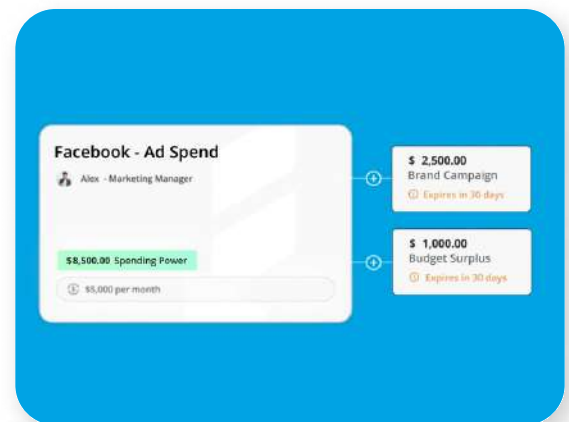 Facebook - Ad Spend
Alex - Marketing Manager
$8,500.00 Spending Power
$5,000 per month
$ 2,500.00
Brand Campaign
Expires in 30 days
$ 1,000.00
Budget Surplus
Expires in 30 days